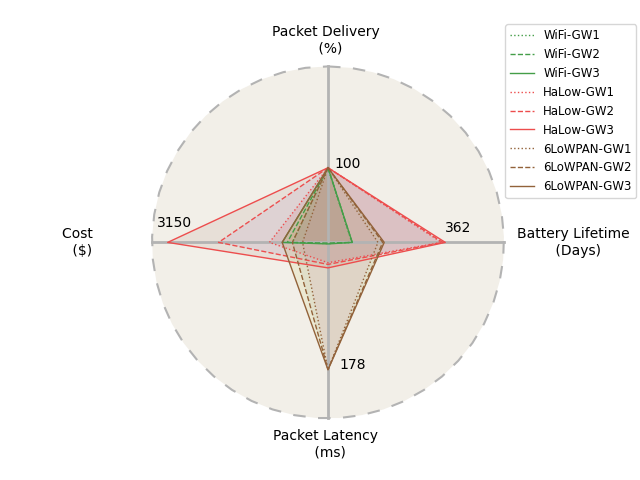 Packet Delivery
(%)
WiFi-GW1
WiFi-GW2
WiFi-GW3
HaLow-GW1
HaLow-GW2
HaLow-GW3
6LoWPAN-GW1
6LoWPAN-GW2
6LoWPAN-GW3
100
3150
362
Cost
($)
Battery Lifetime
(Days)
178
Packet Latency
(ms)